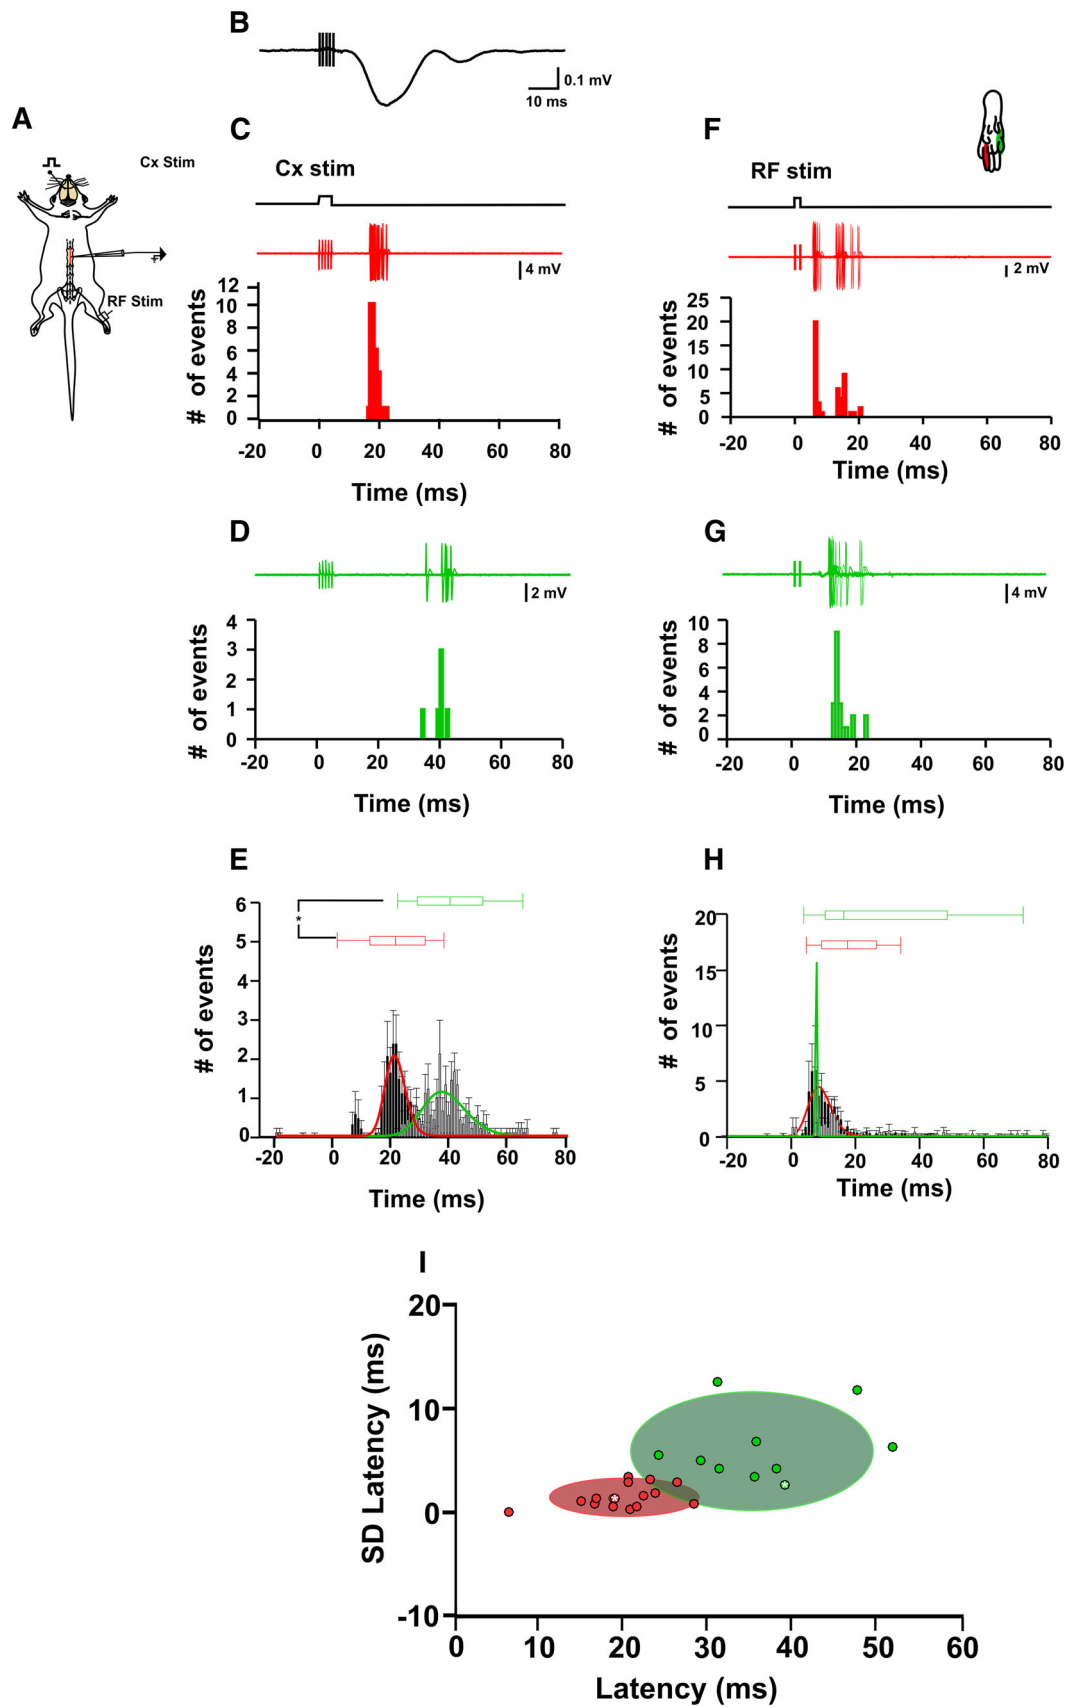 B
0.1 mV
10 ms
A
Cx Stim
RF Stim
C
Cx stim
4 mV
12
10
8
6
4
2
0
# of events
-20 0 20 40 60 80
Time (ms)
F
RF stim
2 mV
25
20
15
10
5
0
# of events
-20 0 20 40 60 80
Time (ms)
D
2 mV
4
3
2
1
0
# of events
-20 0 20 40 60 80
Time (ms)
G
4 mV
10
8
6
4
2
0
# of events
-20 0 20 40 60 80
Time (ms)
E
*
6
5
4
3
2
1
0
# of events
-20 0 20 40 60 80
Time (ms)
H
20
15
10
5
0
# of events
-20 0 20 40 60 80
Time (ms)
I
20
10
0
-10
SD Latency (ms)
0 10 20 30 40 50 60
Latency (ms)